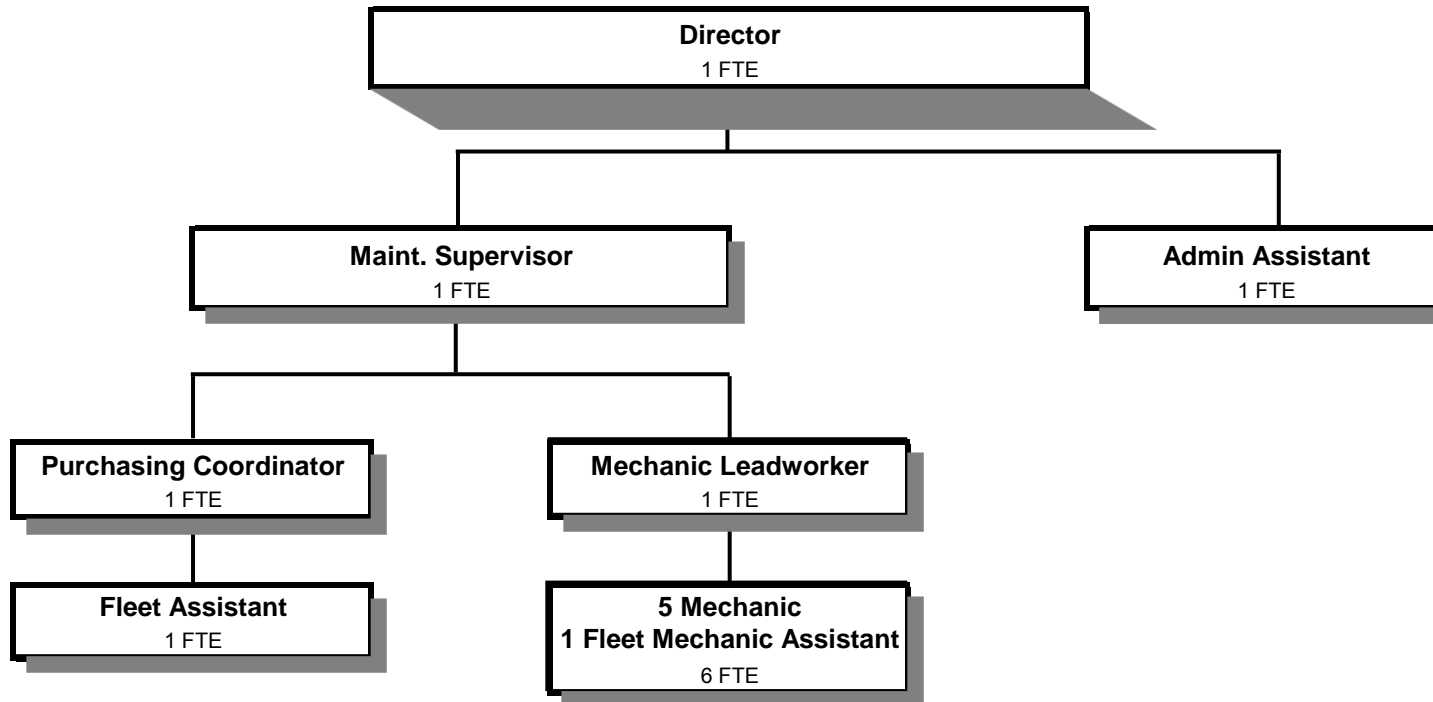 Director
1 FTE
Maint. Supervisor
1 FTE
Admin Assistant
1 FTE
Purchasing Coordinator
1 FTE
Mechanic Leadworker
1 FTE
Fleet Assistant
1 FTE
5 Mechanic
1 Fleet Mechanic Assistant
6 FTE